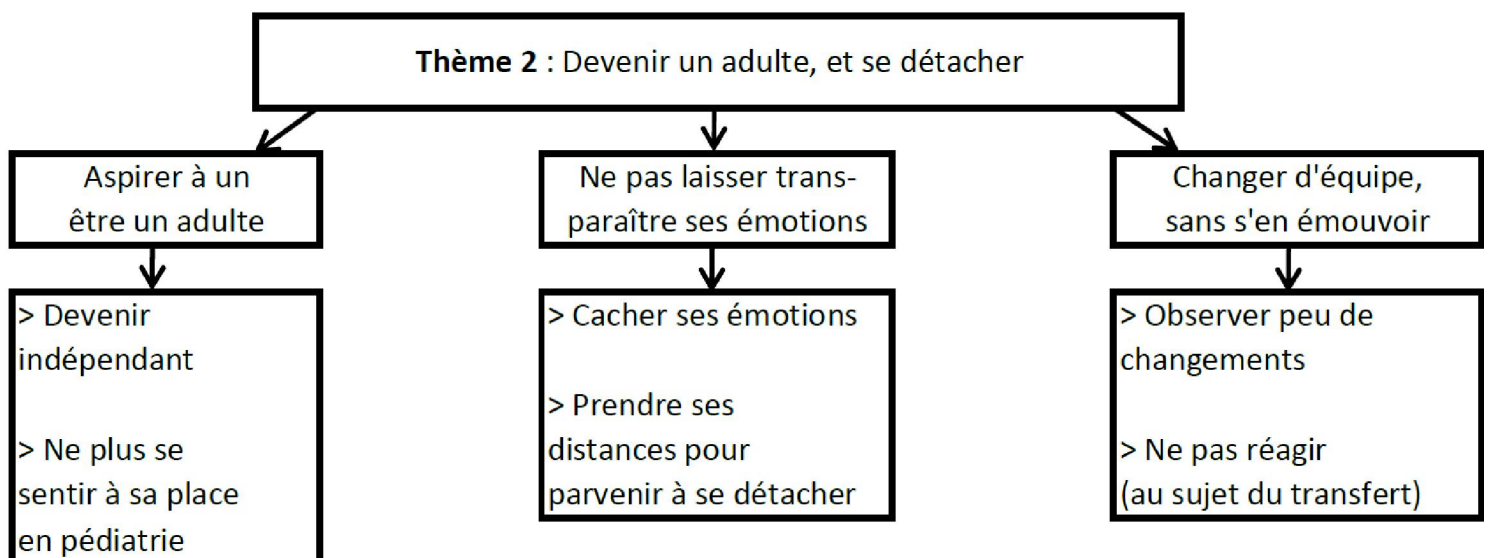 Thème 2 : Devenir un adulte, et se détacher
Aspirer à un
être un adulte
Ne pas laisser trans-
paraître ses émotions
Changer d'équipe,
sans s'en émouvoir
> Devenir
indépendant
> Ne plus se
sentir à sa place
en pédiatrie
> Cacher ses émotions
> Prendre ses
distances pour
parvenir à se détacher
> Observer peu de
changements
> Ne pas réagir
(au sujet du transfert)